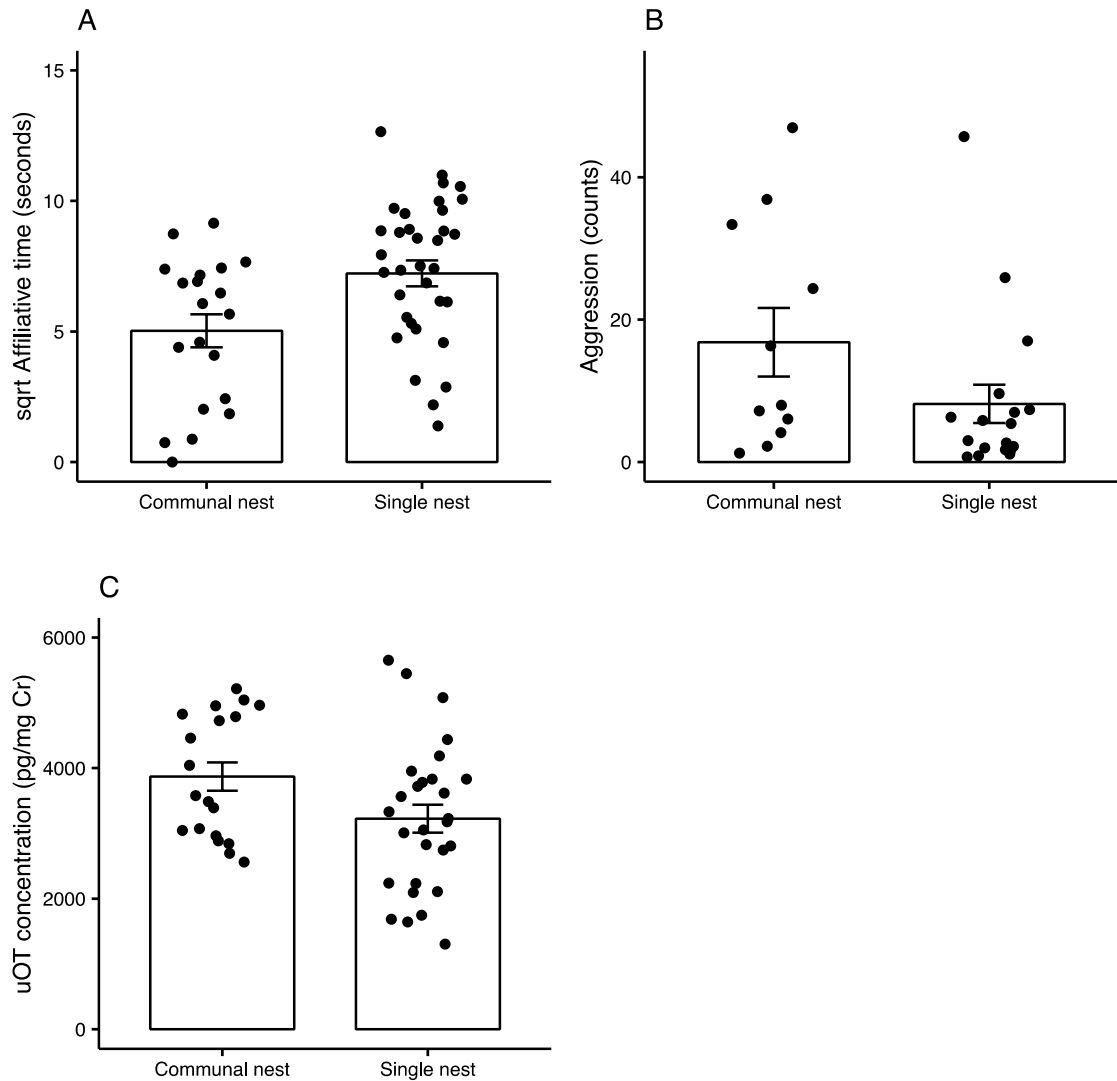 A
sqrt Affiliative time (seconds)
15
10
5
0
Communal nest
Single nest
B
Aggression (counts)
40
20
0
Communal nest
Single nest
C
uOT concentration (pg/mg Cr)
6000
4000
2000
0
Communal nest
Single nest